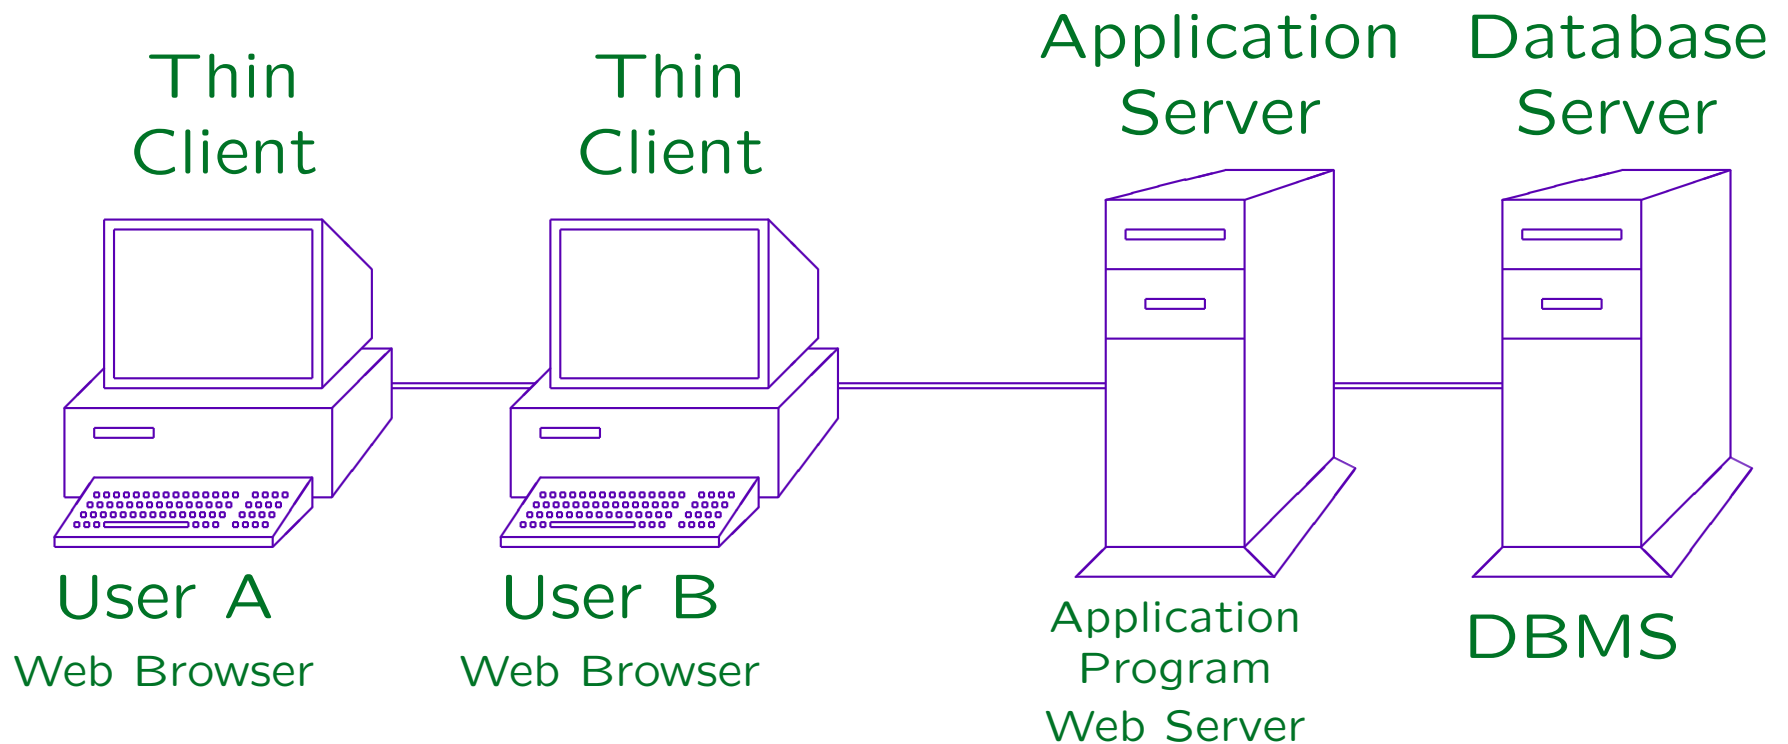 Thin
Client
Thin
Client
Application
Server
Database
Server
User A
Web Browser
User B
Web Browser
Application
Program
Web Server
DBMS